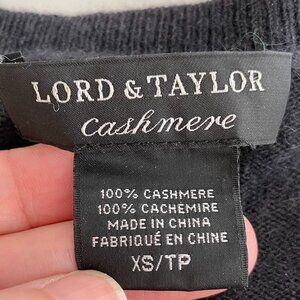 LORD & TAYLOR
cashmere
100% CASHMERE
100% CACHEMIRE
MADE IN CHINA
FABRIQUÉ EN CHINE
XS/TP